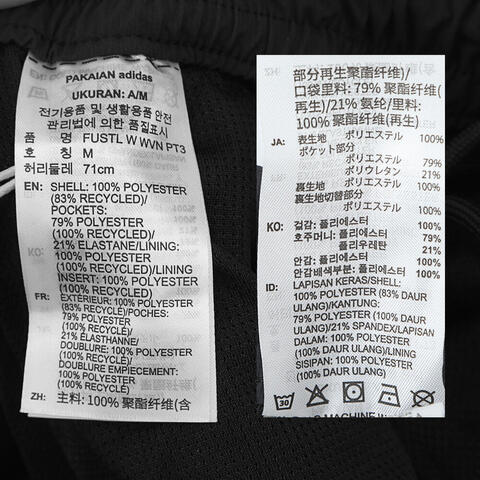 PAKAIAN adidas
UKURAN: A/M
전기용품 및 생활용품 안전
관리법에 의한 품질표시
품 명 FUSTL W WVN PT3
호 칭 M
허리둘레 71cm
EN: SHELL: 100% POLYESTER
(83% RECYCLED)/
POCKETS:
79% POLYESTER
(100% RECYCLED)/
KO: 21% ELASTANE/LINING:
100% POLYESTER
(100% RECYCLED)/LINING
INSERT: 100% POLYESTER
(100% RECYCLED)
FR: EXTÉRIEUR: 100% POLYESTER
(83% RECYCLÉ)/POCHES:
79% POLYESTER
(100% RECYCLÉ)/
21% ÉLASTHANNE/
DOUBLURE: 100% POLYESTER
(100% RECYCLÉ)/
DOUBLURE EMPIECEMENT:
100% POLYESTER
(100% RECYCLÉ)
ZH: 主料: 100% 聚酯纤维(含
部分再生聚酯纤维)/
口袋里料: 79% 聚酯纤维(
再生)/21% 氨纶/里料:
100% 聚酯纤维(再生)
JA: 表生地 ポリエステル 100%
ポケット部分
ポリエステル 79%
ポリウレタン 21%
裏生地 ポリエステル 100%
裏生地切替部分
ポリエステル 100%
KO: 겉감: 폴리에스터 100%
호주머니: 폴리에스터 79%
폴리우레탄 21%
안감: 폴리에스터 100%
안감배색부분: 폴리에스터 100%
ID: LAPISAN KERAS/SHELL:
100% POLYESTER (83% DAUR
ULANG)/KANTUNG:
79% POLYESTER (100% DAUR
ULANG)/21% SPANDEX/LAPISAN
DALAM: 100% POLYESTER
(100% DAUR ULANG)/
SISIPAN: 100% POLYESTER
(100% DAUR ULANG)
30
MACHINE